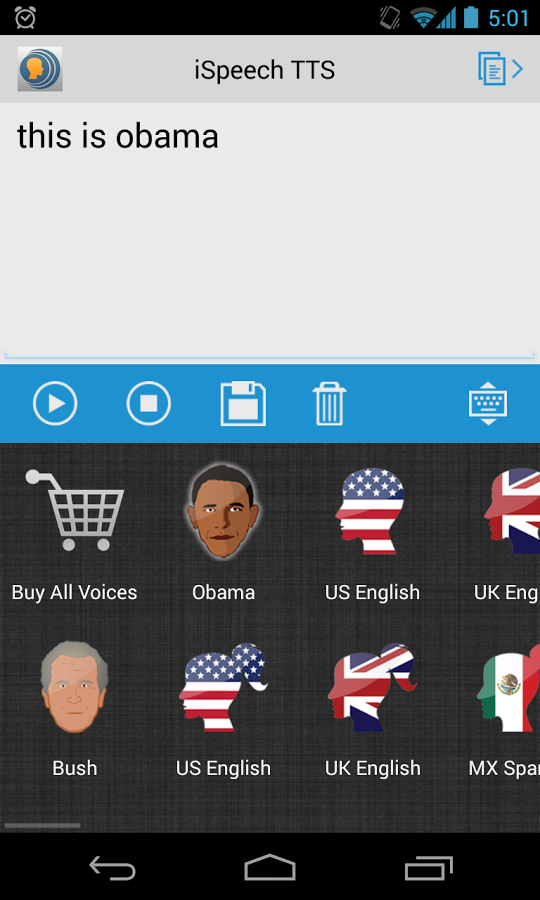 5:01
iSpeech TTS
this is obama
Buy All Voices
Obama
US English
UK Eng
Bush
US English
UK English
MX Spa